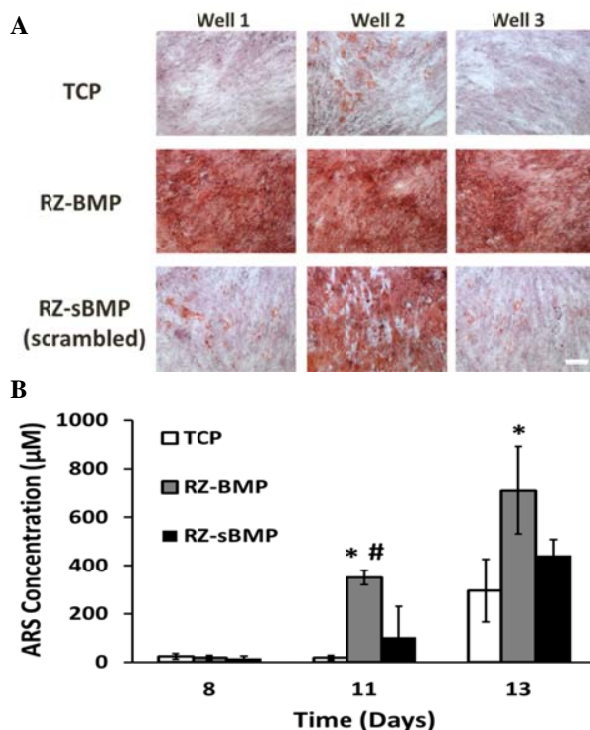 A
Well 1 Well 2 Well 3
TCP
RZ-BMP
RZ-sBMP
(scrambled)
B
1000
800
600
400
200
0
ARS Concentration (µM)
TCP
RZ-BMP
RZ-sBMP
* #
*
8 11 13
Time (Days)